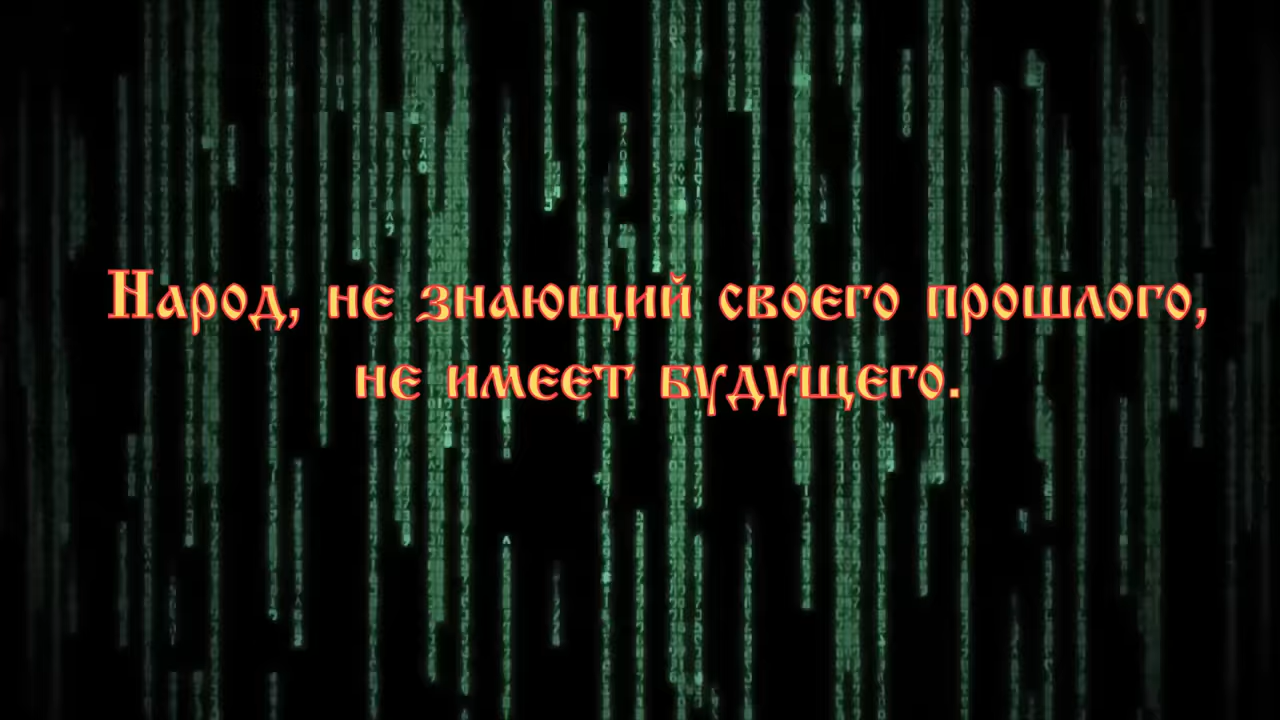 Народ, не знающий своего прошлого,
не имеет будущего.